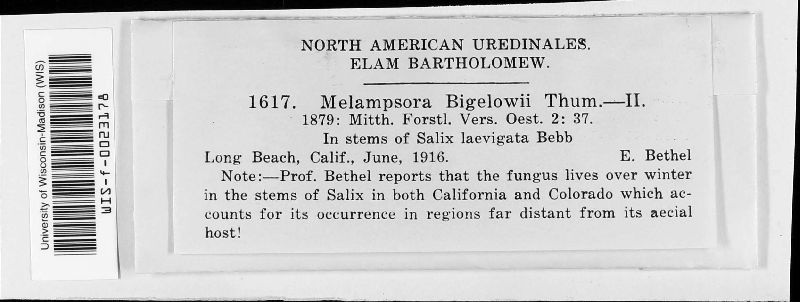 NORTH AMERICAN UREDINALES.
ELAM BARTHOLOMEW.
1617. Melampsora Bigelowii Thum.—II.
1879: Mitth. Forstl. Vers. Oest. 2: 37.
In stems of Salix laevigata Bebb
Long Beach, Calif., June, 1916. E. Bethel
Note:—Prof. Bethel reports that the fungus lives over winter
in the stems of Salix in both California and Colorado which ac-
counts for its occurrence in regions far distant from its aecial
host!
University of Wisconsin-Madison (WIS)
WIS-f-0023178